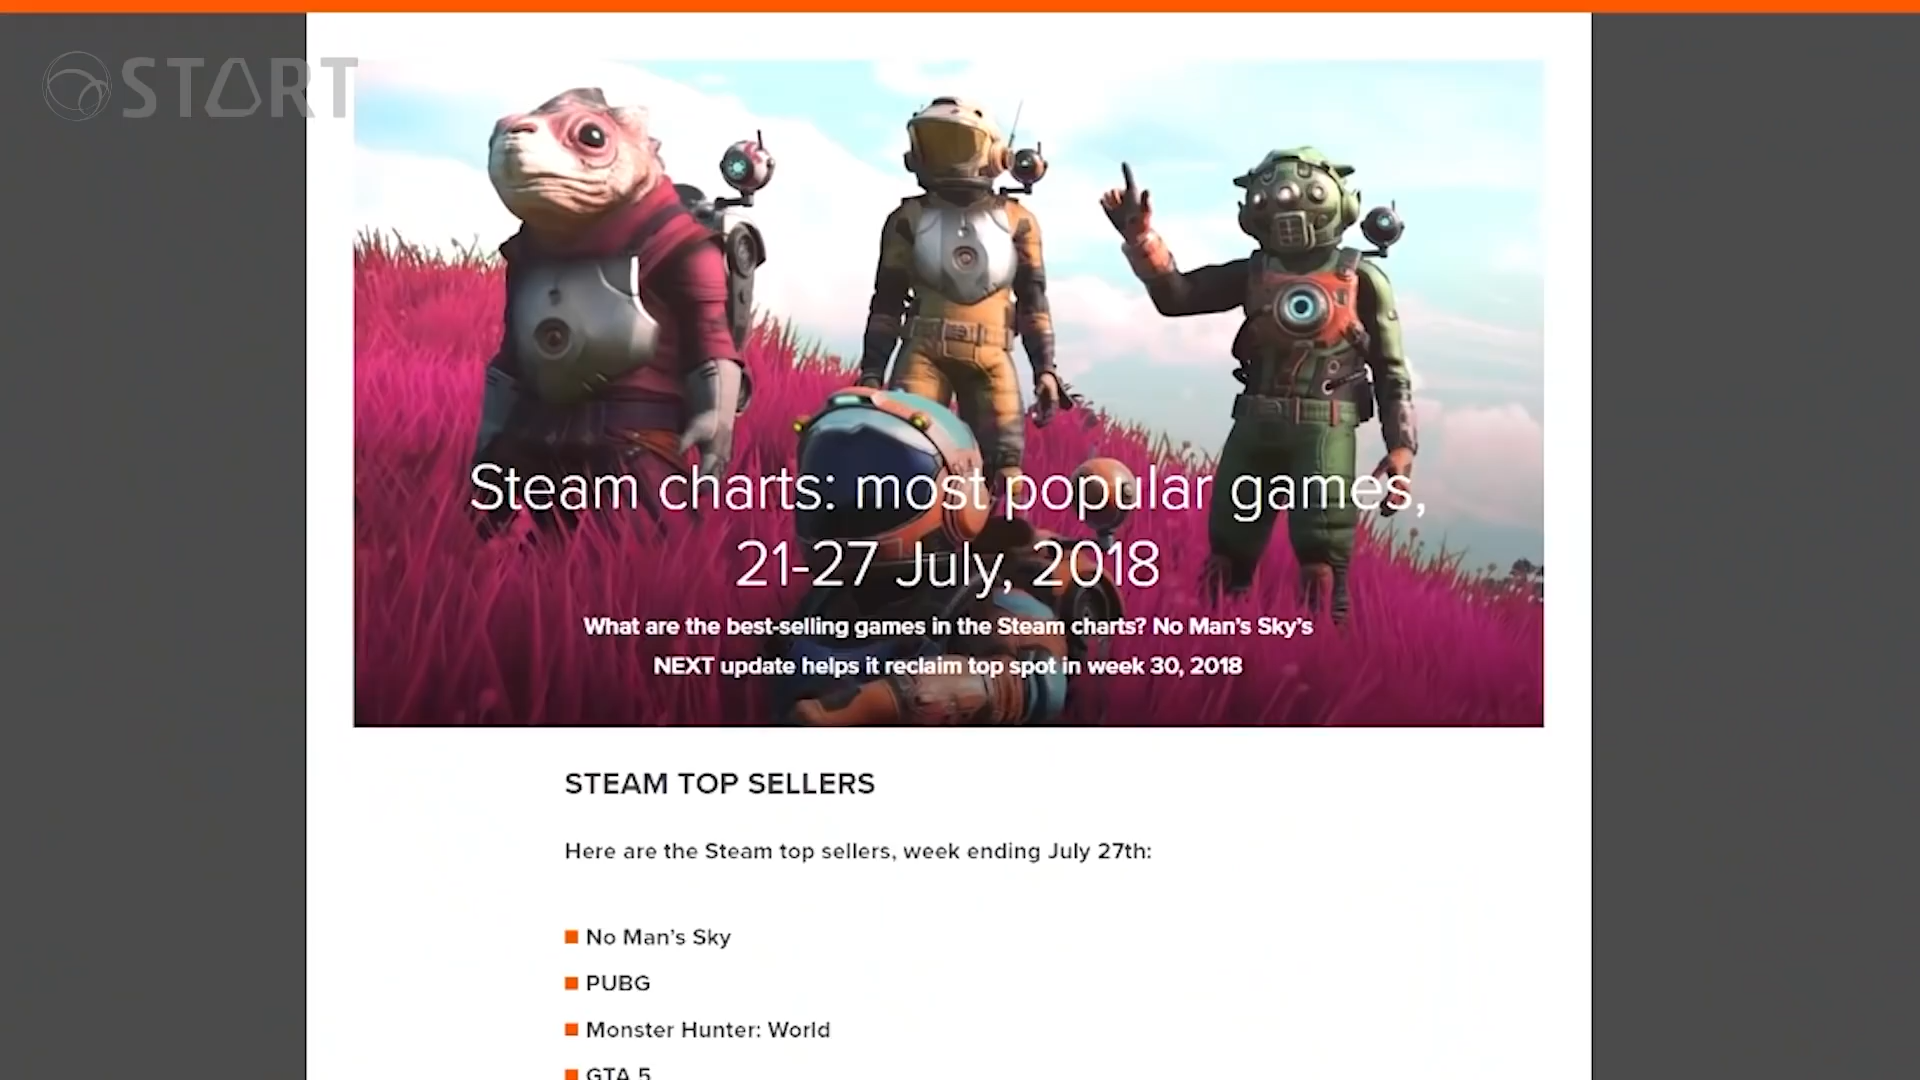 START
Steam charts: most popular games,
21-27 July, 2018
What are the best-selling games in the Steam charts? No Man's Sky's
NEXT update helps it reclaim top spot in week 30, 2018
STEAM TOP SELLERS
Here are the Steam top sellers, week ending July 27th:
No Man's Sky
PUBG
Monster Hunter: World
GTA 5